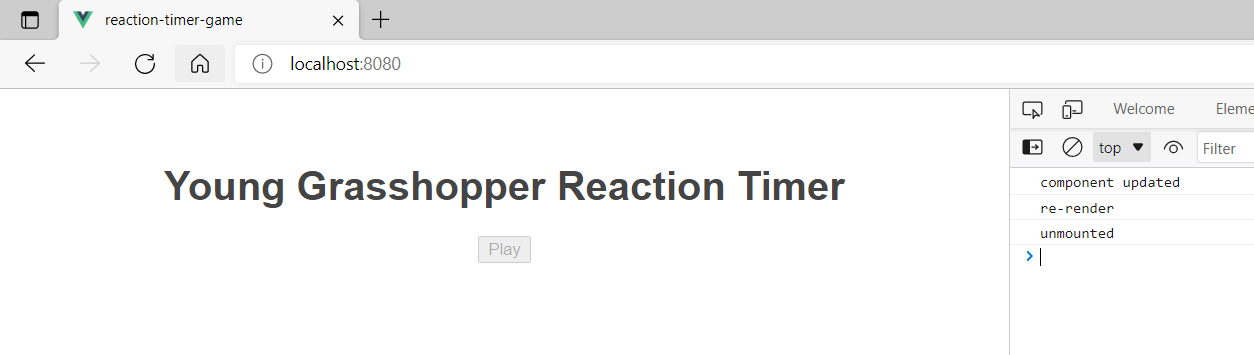 reaction-timer-game
localhost:8080
Welcome
Eleme
top
Filter
Young Grasshopper Reaction Timer
Play
component updated
re-render
unmounted